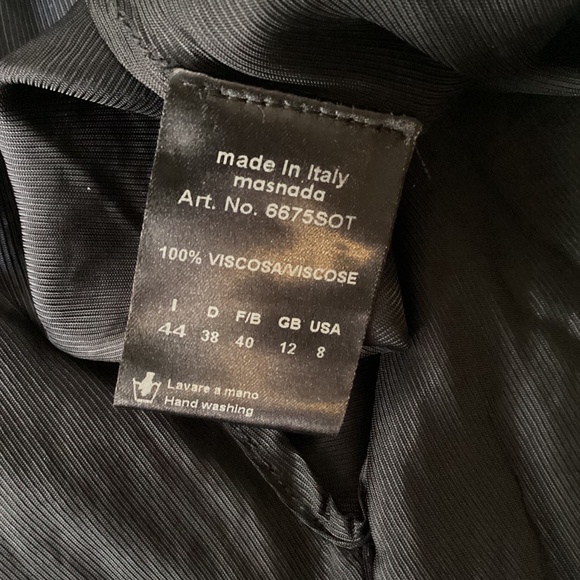 made In Italy
masnada
Art. No. 6675SOT
100% VISCOSA/VISCOSE
I D F/B GB USA
44 38 40 12 8
Lavare a mano
Hand washing